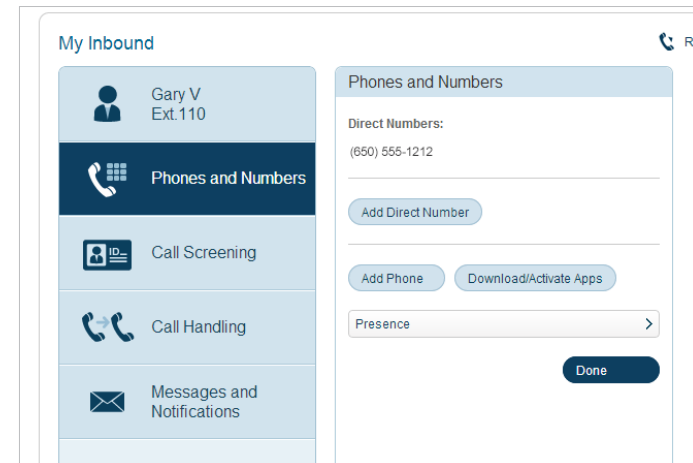 My Inbound
R
Gary V
Ext.110
Phones and Numbers
Call Screening
ID
Call Handling
Messages and
Notifications
Phones and Numbers
Direct Numbers:
(650) 555-1212
Add Direct Number
Add Phone
Download/Activate Apps
Presence
Done